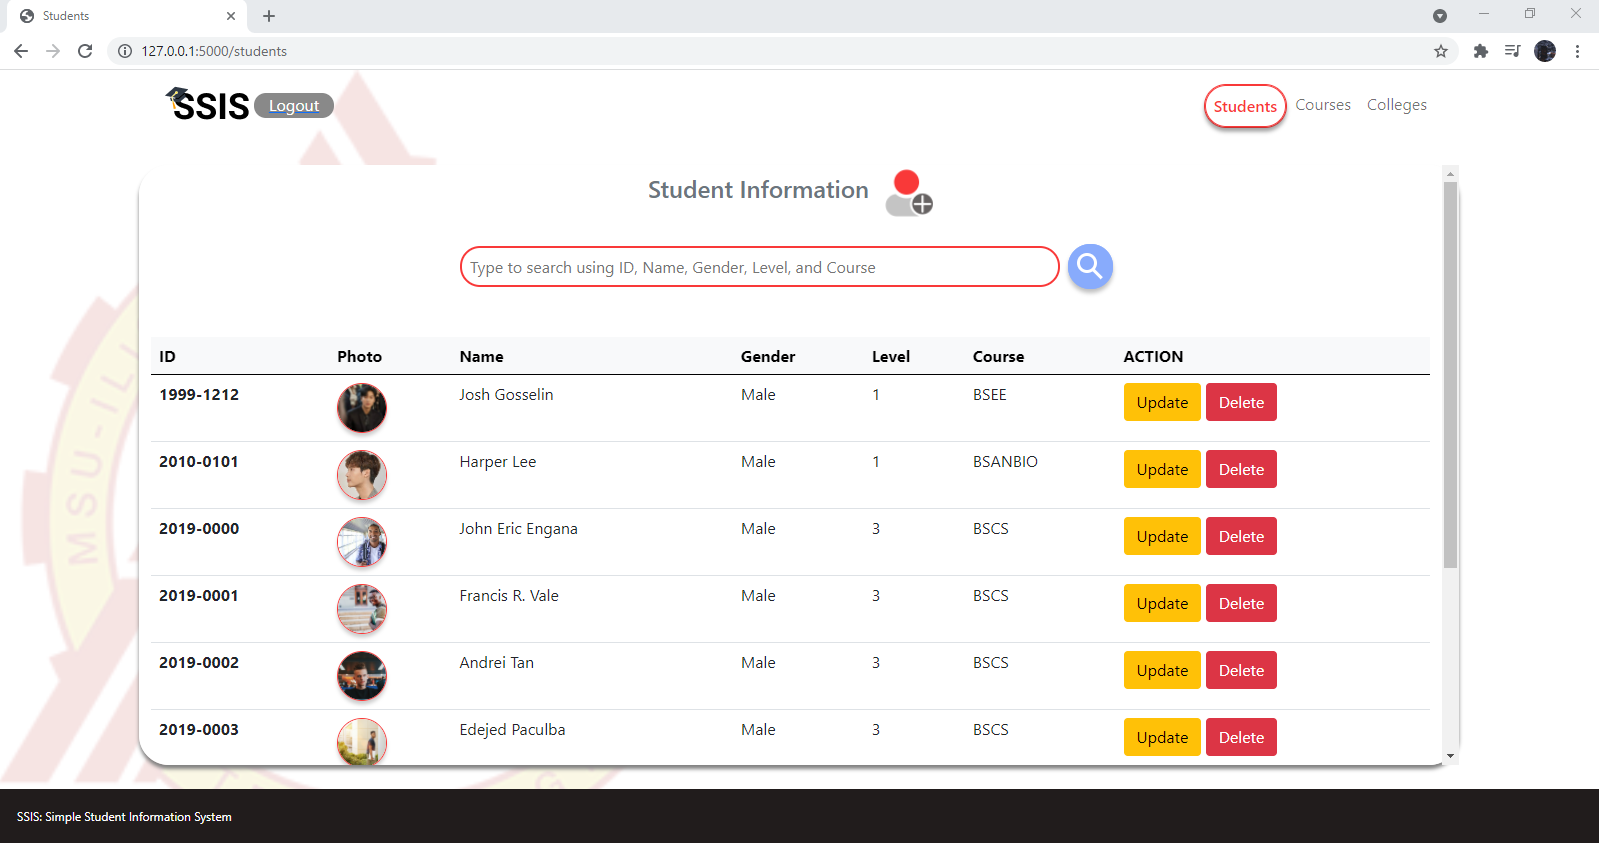 Students
127.0.0.1:5000/students
SSIS Logout
Students Courses Colleges
Student Information
Type to search using ID, Name, Gender, Level, and Course
ID Photo Name Gender Level Course ACTION
1999-1212 Josh Gosselin Male 1 BSEE Update Delete
2010-0101 Harper Lee Male 1 BSANBIO Update Delete
2019-0000 John Eric Engana Male 3 BSCS Update Delete
2019-0001 Francis R. Vale Male 3 BSCS Update Delete
2019-0002 Andrei Tan Male 3 BSCS Update Delete
2019-0003 Edejed Paculba Male 3 BSCS Update Delete
MSU-IL
SSIS: Simple Student Information System